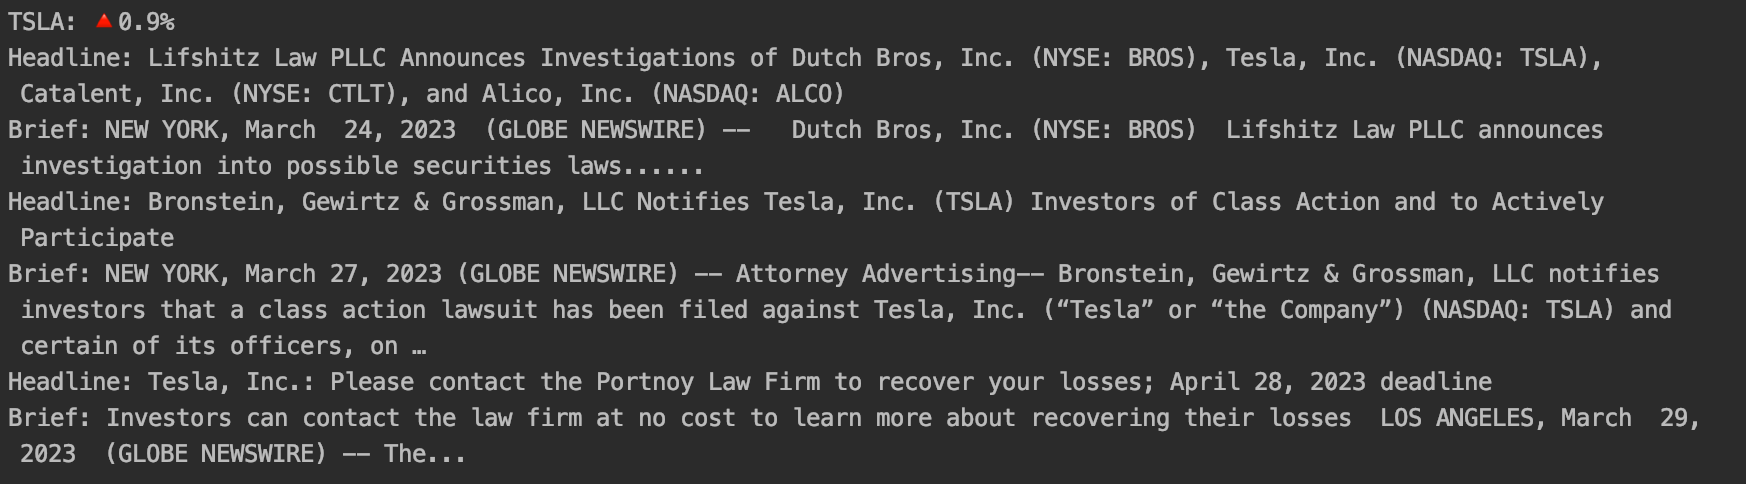 TSLA: 🔺0.9%
Headline: Lifshitz Law PLLC Announces Investigations of Dutch Bros, Inc. (NYSE: BROS), Tesla, Inc. (NASDAQ: TSLA),
Catalent, Inc. (NYSE: CTLT), and Alico, Inc. (NASDAQ: ALCO)
Brief: NEW YORK, March  24, 2023  (GLOBE NEWSWIRE) --   Dutch Bros, Inc. (NYSE: BROS)  Lifshitz Law PLLC announces
investigation into possible securities laws......
Headline: Bronstein, Gewirtz & Grossman, LLC Notifies Tesla, Inc. (TSLA) Investors of Class Action and to Actively
Participate
Brief: NEW YORK, March 27, 2023 (GLOBE NEWSWIRE) -- Attorney Advertising-- Bronstein, Gewirtz & Grossman, LLC notifies
investors that a class action lawsuit has been filed against Tesla, Inc. (“Tesla” or “the Company”) (NASDAQ: TSLA) and
certain of its officers, on …
Headline: Tesla, Inc.: Please contact the Portnoy Law Firm to recover your losses; April 28, 2023 deadline
Brief: Investors can contact the law firm at no cost to learn more about recovering their losses  LOS ANGELES, March  29,
2023  (GLOBE NEWSWIRE) -- The...